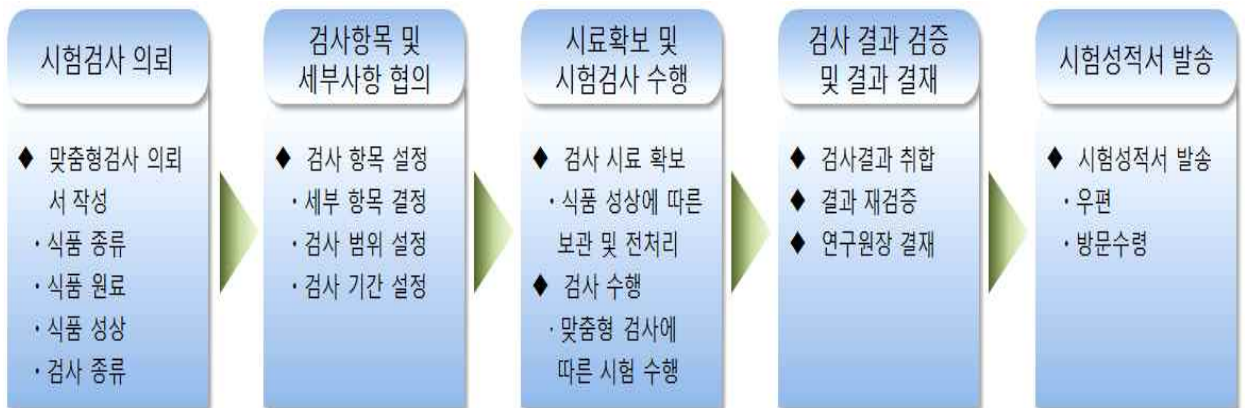 시험검사 의뢰
◆ 맞춤형검사 의뢰
서 작성
· 식품 종류
· 식품 원료
· 식품 성상
· 검사 종류
검사항목 및
세부사항 협의
◆ 검사 항목 설정
· 세부 항목 결정
· 검사 범위 설정
· 검사 기간 설정
시료확보 및
시험검사 수행
◆ 검사 시료 확보
· 식품 성상에 따른
보관 및 전처리
◆ 검사 수행
· 맞춤형 검사에
따른 시험 수행
검사 결과 검증
및 결과 결재
◆ 검사결과 취합
◆ 결과 재검증
◆ 연구원장 결재
시험성적서 발송
◆ 시험성적서 발송
· 우편
· 방문수령